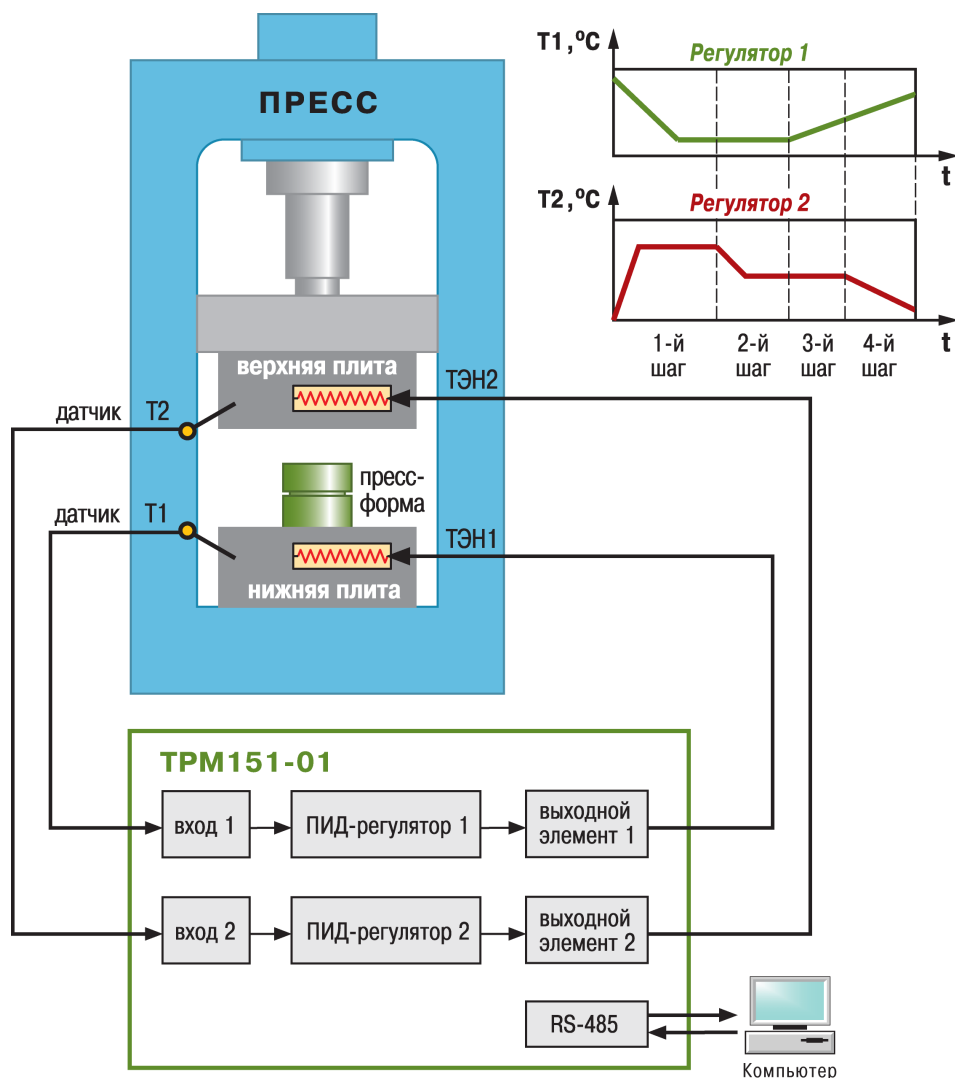 ПРЕСС
T1,ºC
Регулятор 1
t
T2,ºC
Регулятор 2
t
1-й
шаг
2-й
шаг
3-й
шаг
4-й
шаг
верхняя плита
ТЭН2
датчик T2
пресс-
форма
датчик T1
ТЭН1
нижняя плита
ТРМ151-01
вход 1
ПИД-регулятор 1
выходной
элемент 1
вход 2
ПИД-регулятор 2
выходной
элемент 2
RS-485
Компьютер